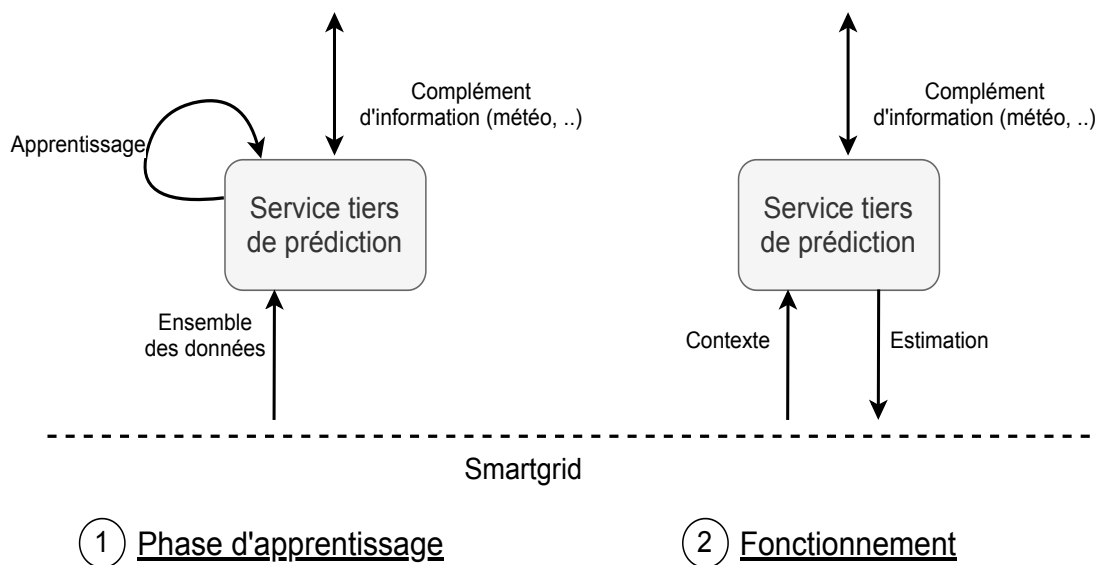 Complément
d'information (météo, ..)
Apprentissage
Service tiers
de prédiction
Ensemble
des données
Complément
d'information (météo, ..)
Service tiers
de prédiction
Contexte
Estimation
Smartgrid
1 Phase d'apprentissage
2 Fonctionnement